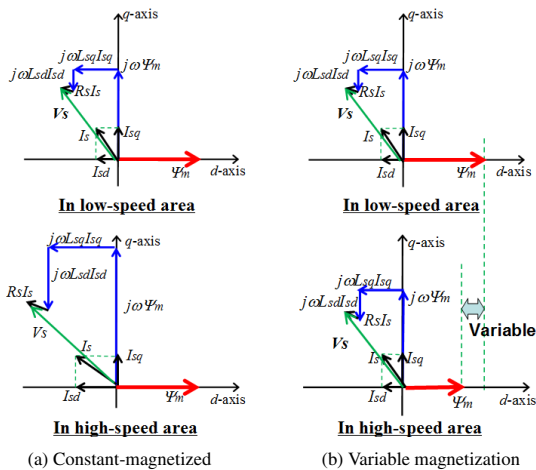 q-axis
jωLsqIsq
jωLsdIsd
jωΨm
RsIs
Vs
Is
Isq
Isd
Ψm
d-axis
In low-speed area
q-axis
jωLsqIsq
jωLsdIsd
jωΨm
RsIs
Vs
Is
Isq
Isd
Ψm
d-axis
In low-speed area
q-axis
jωLsqIsq
jωLsdIsd
RsIs
jωΨm
Vs
Is
Isq
Isd
Ψm
d-axis
In high-speed area
q-axis
jωLsqIsq
jωLsdIsd
jωΨm
RsIs
Vs
Variable
Is
Isq
Isd
Ψm
d-axis
In high-speed area
(a) Constant-magnetized
(b) Variable magnetization